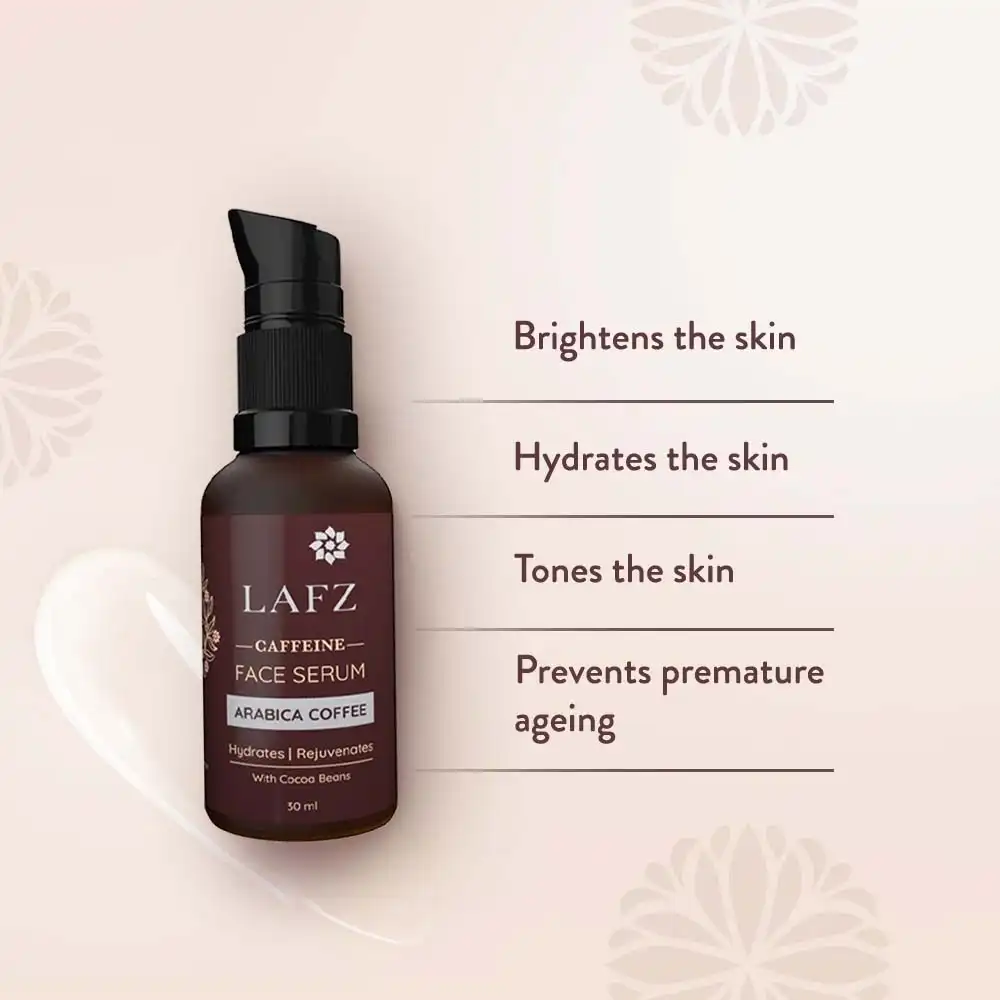 LAFZ
CAFFEINE
FACE SERUM
ARABICA COFFEE
Hydrates | Rejuvenates
With Cocoa Beans
30 ml
Brightens the skin
Hydrates the skin
Tones the skin
Prevents premature
ageing